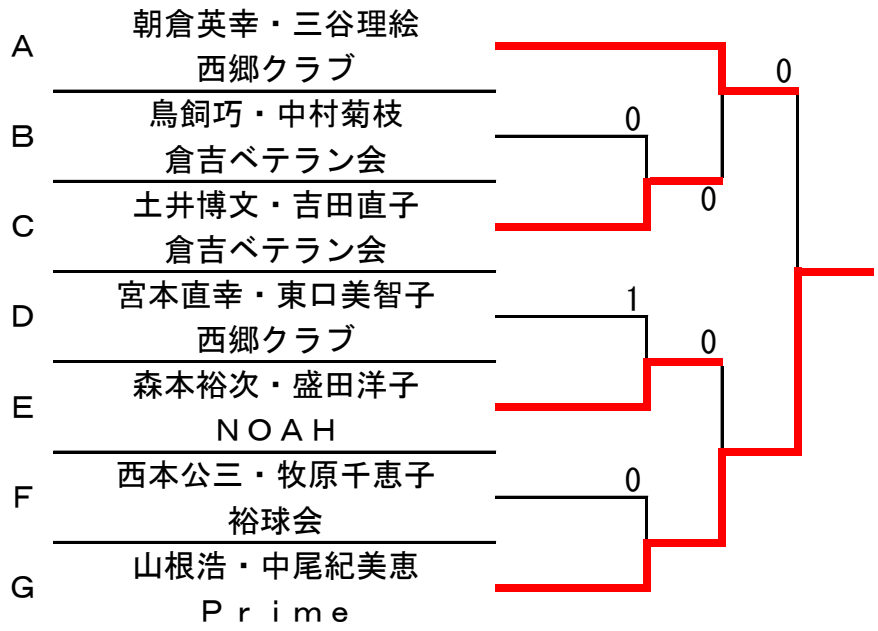 A
朝倉英幸・三谷理絵
西郷クラブ
0
B
鳥飼巧・中村菊枝
倉吉ベテラン会
0
C
土井博文・吉田直子
倉吉ベテラン会
0
D
宮本直幸・東口美智子
西郷クラブ
1
0
E
森本裕次・盛田洋子
NOAH
F
西本公三・牧原千恵子
裕球会
0
G
山根浩・中尾紀美恵
Prime